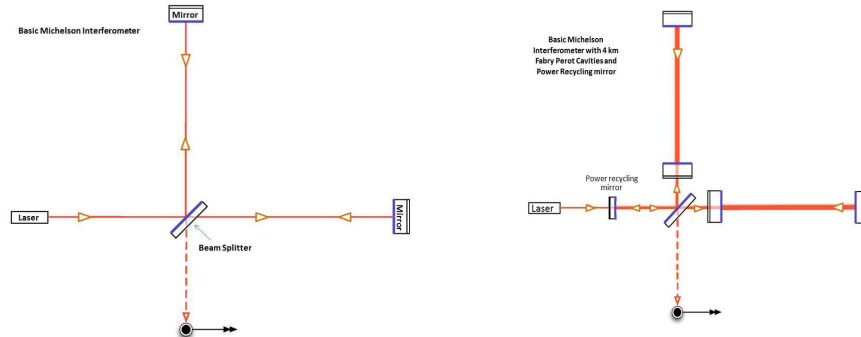 Basic Michelson Interferometer
Mirror
Laser
Mirror
Beam Splitter
Basic Michelson
Interferometer with 4 km
Fabry Perot Cavities and
Power Recycling mirror
Power recycling
mirror
Laser